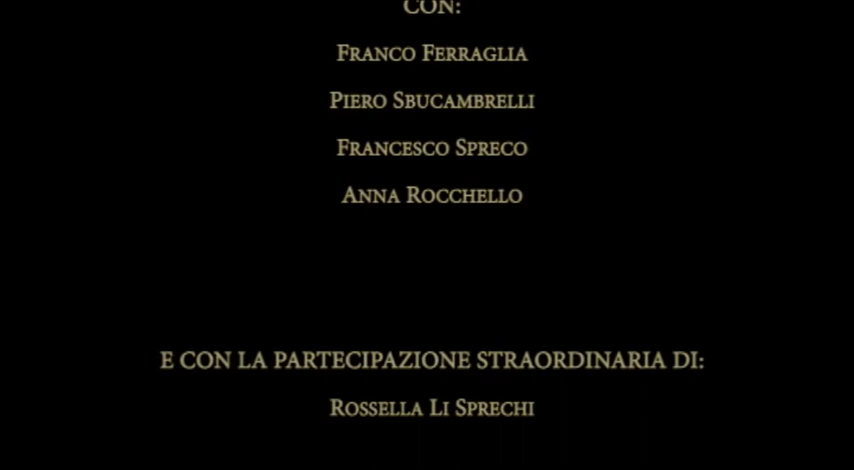 CON:
FRANCO FERRAGLIA
PIERO SBUCAMBRELLI
FRANCESCO SPRECO
ANNA ROCCHELLO
E CON LA PARTECIPAZIONE STRAORDINARIA DI:
ROSSELLA LI SPRECHI